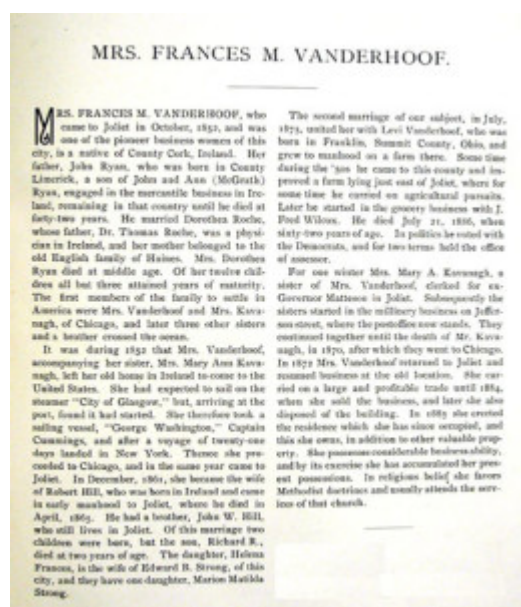 MRS. FRANCES M. VANDERHOOF.
MRS. FRANCES M. VANDERHOOF, who
came to Joliet in October, 1852, and was
one of the pioneer business women of this
city, is a native of County Cork, Ireland. Her
father, John Ryan, who was born in County
Limerick, a son of John and Ann (McGrath)
Ryan, engaged in the mercantile business in Ire-
land, remaining in that country until he died at
forty-two years. He married Dorothea Roche,
whose father, Dr. Thomas Roche, was a physi-
cian in Ireland, and her mother belonged to the
old English family of Haines. Mrs. Dorothea
Ryan died at middle age. Of her twelve chil-
dren all but three attained years of maturity.
The first members of the family to settle in
America were Mrs. Vanderhoof and Mrs. Kava-
nagh, of Chicago, and later three other sisters
and a brother crossed the ocean.
It was during 1852 that Mrs. Vanderhoof,
accompanying her sister, Mrs. Mary Ann Kava-
nagh, left her old home in Ireland to come to the
United States. She had expected to sail on the
steamer "City of Glasgow," but, arriving at the
port, found it had started. She therefore took a
sailing vessel, "George Washington," Captain
Cummings, and after a voyage of twenty-one
days landed in New York. Thence she pro-
ceeded to Chicago, and in the same year came to
Joliet. In December, 1861, she became the wife
of Robert Hill, who was born in Ireland and came
in early manhood to Joliet, where he died in
April, 1865. He had a brother, John W. Hill,
who still lives in Joliet. Of this marriage two
children were born, but the son, Richard R.,
died at two years of age. The daughter, Helena
Frances, is the wife of Edward B. Strong, of this
city, and they have one daughter, Marion Matilda
Strong.
The second marriage of our subject, in July,
1873, united her with Levi Vanderhoof, who was
born in Franklin, Summit County, Ohio, and
grew to manhood on a farm there. Some time
during the '50s he came to this county and im-
proved a farm lying just east of Joliet, where for
some time he carried on agricultural pursuits.
Later he started in the grocery business with J.
Fred Wilcox. He died July 21, 1886, when
sixty-two years of age. In politics he voted with
the Democrats, and for two terms held the office
of assessor.
For one winter Mrs. Mary A. Kavanagh, a
sister of Mrs. Vanderhoof, clerked for ex-
Governor Matteson in Joliet. Subsequently the
sisters started in the millinery business on Jeffer-
son street, where the postoffice now stands. They
continued together until the death of Mr. Kava-
nagh, in 1870, after which they went to Chicago.
In 1877 Mrs. Vanderhoof returned to Joliet and
resumed business at the old location. She car-
ried on a large and profitable trade until 1884,
when she sold the business, and later she also
disposed of the building. In 1885 she erected
the residence which she has since occupied, and
this she owns, in addition to other valuable prop-
erty. She possesses considerable business ability,
and by its exercise she has accumulated her pres-
ent possessions. In religious belief she favors
Methodist doctrines and usually attends the serv-
ices of that church.